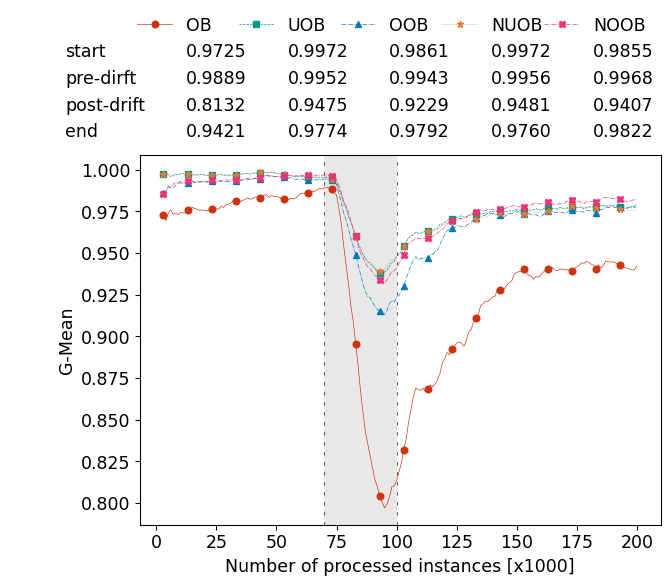 OB UOB OOB NUOB NOOB
start 0.9725 0.9972 0.9861 0.9972 0.9855
pre-dirft 0.9889 0.9952 0.9943 0.9956 0.9968
post-drift 0.8132 0.9475 0.9229 0.9481 0.9407
end 0.9421 0.9774 0.9792 0.9760 0.9822
1.000
0.975
0.950
0.925
0.900
0.875
0.850
0.825
0.800
G-Mean
0 25 50 75 100 125 150 175 200
Number of processed instances [x1000]